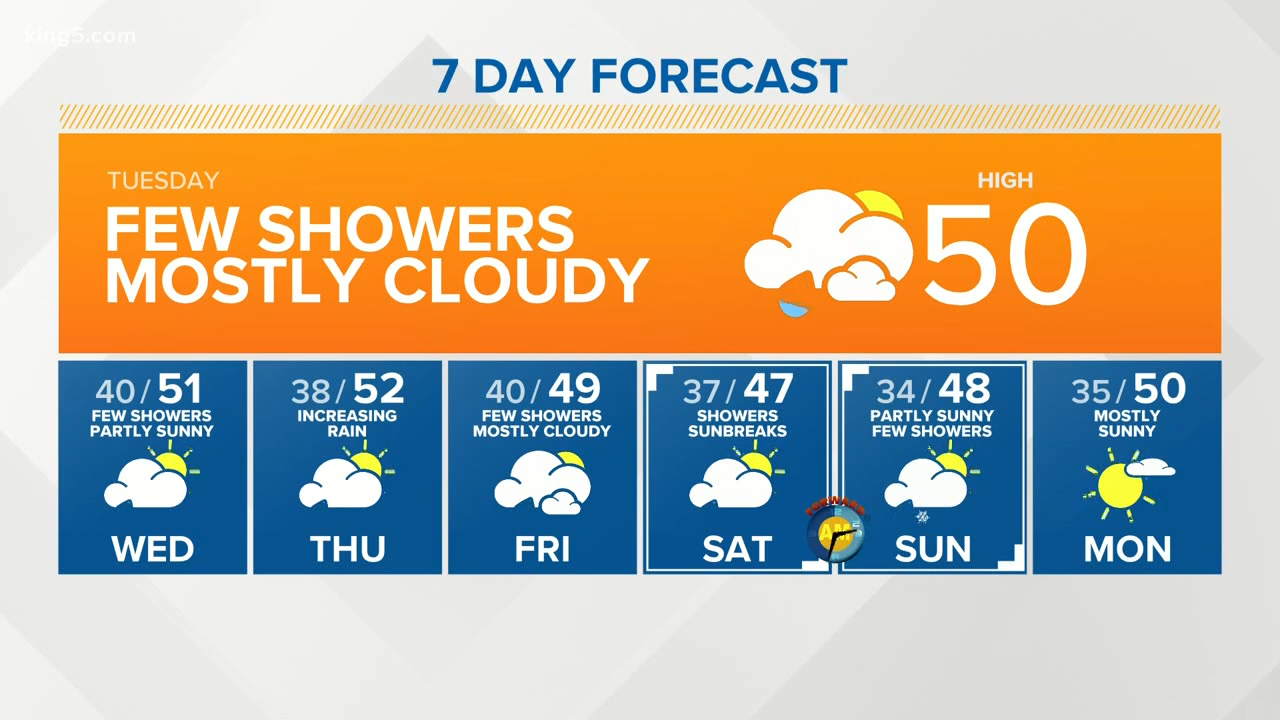 king5.com
7 DAY FORECAST
TUESDAY
FEW SHOWERS
MOSTLY CLOUDY
HIGH
50
40 / 51
FEW SHOWERS
PARTLY SUNNY
WED
38 / 52
INCREASING
RAIN
THU
40 / 49
FEW SHOWERS
MOSTLY CLOUDY
FRI
37 / 47
SHOWERS
SUNBREAKS
SAT
FORWARD
AM
34 / 48
PARTLY SUNNY
FEW SHOWERS
SUN
35 / 50
MOSTLY
SUNNY
MON